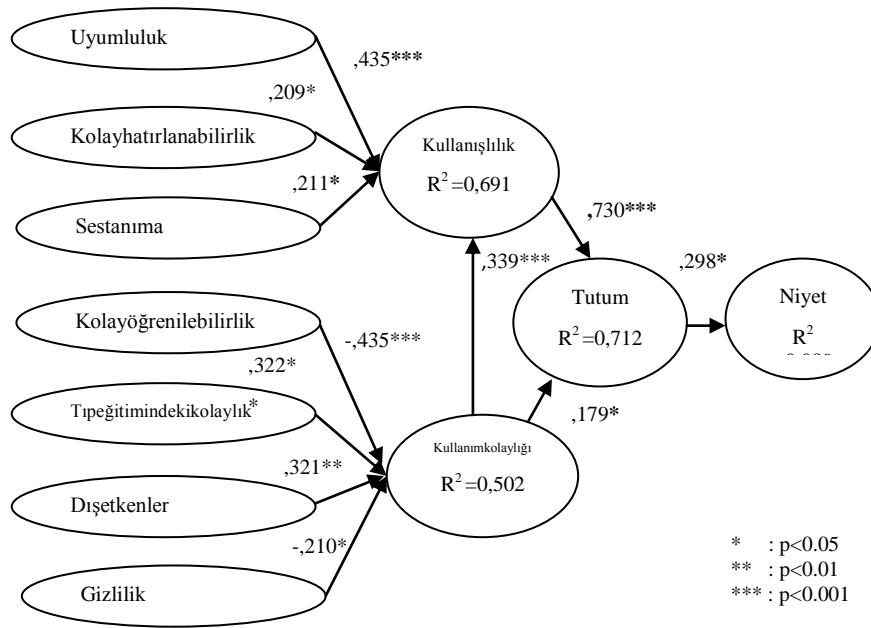 Uyumluluk
,435***
,209*
Kolayhatırlanabilirlik
Kullanışlılık
R²=0,691
,211*
Sestanıma
,730***
,339***
,298*
Kolayöğrenilebilirlik
Tutum
R²=0,712
Niyet
R²
-,435***
,322*
Tıpeğitimindekikolaylık*
,179*
Kullanımkolaylığı
R²=0,502
,321**
Dışetkenler
-,210*
Gizlilik
* : p<0.05
** : p<0.01
*** : p<0.001